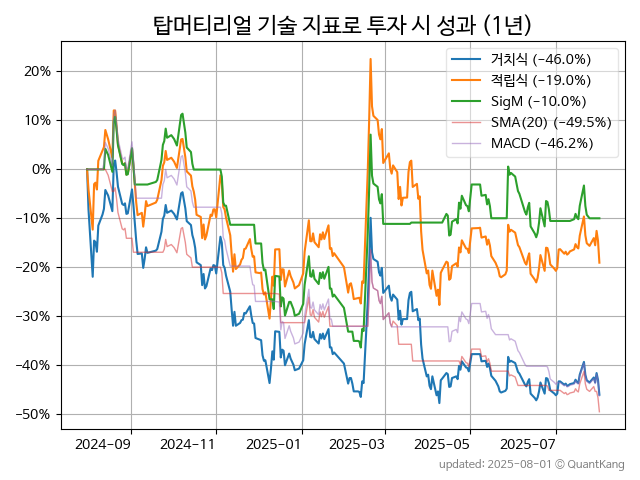 탑머티리얼 기술 지표로 투자 시 성과 (1년)
거치식 (−46.0%)
적립식 (−19.0%)
SigM (−10.0%)
SMA(20) (−49.5%)
MACD (−46.2%)
20%
10%
0%
−10%
−20%
−30%
−40%
−50%
2024-09 2024-11 2025-01 2025-03 2025-05 2025-07
updated: 2025-08-01 © QuantKang